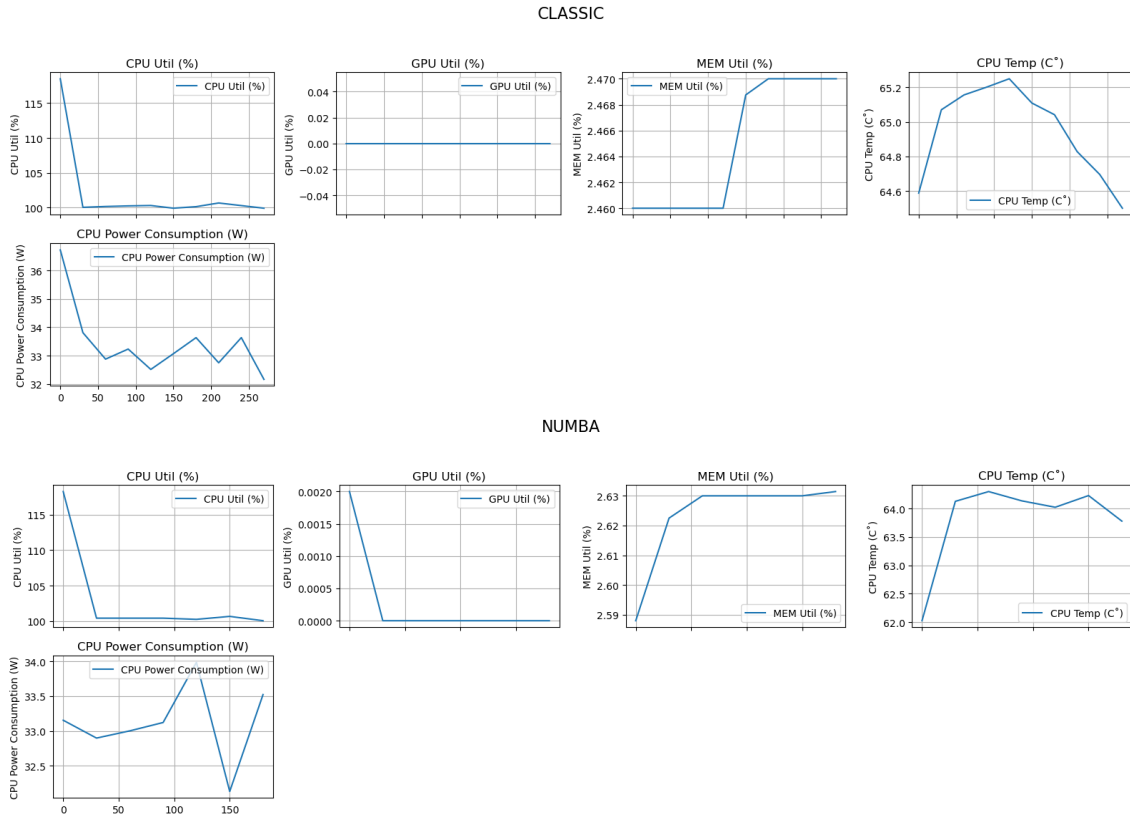 CLASSIC
CPU Util (%)
CPU Util (%)
CPU Util (%)
115
110
105
100
GPU Util (%)
GPU Util (%)
GPU Util (%)
0.04
0.02
0.00
−0.02
−0.04
MEM Util (%)
MEM Util (%)
MEM Util (%)
2.470
2.468
2.466
2.464
2.462
2.460
CPU Temp (C˚)
CPU Temp (C˚)
CPU Temp (C˚)
65.2
65.0
64.8
64.6
CPU Power Consumption (W)
CPU Power Consumption (W)
CPU Power Consumption (W)
36
35
34
33
32
0 50 100 150 200 250
NUMBA
CPU Util (%)
CPU Util (%)
CPU Util (%)
115
110
105
100
GPU Util (%)
GPU Util (%)
GPU Util (%)
0.0020
0.0015
0.0010
0.0005
0.0000
MEM Util (%)
MEM Util (%)
MEM Util (%)
2.63
2.62
2.61
2.60
2.59
CPU Temp (C˚)
CPU Temp (C˚)
CPU Temp (C˚)
64.0
63.5
63.0
62.5
62.0
CPU Power Consumption (W)
CPU Power Consumption (W)
CPU Power Consumption (W)
34.0
33.5
33.0
32.5
0 50 100 150